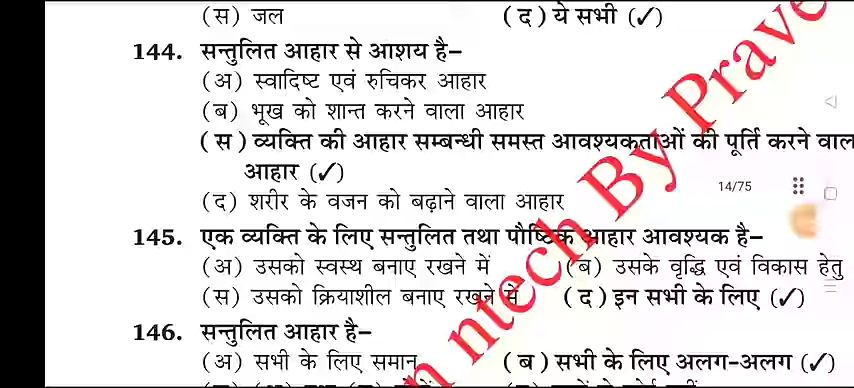 (स) जल (द) ये सभी (✓)
144. सन्तुलित आहार से आशय है–
(अ) स्वादिष्ट एवं रुचिकर आहार
(ब) भूख को शान्त करने वाला आहार
(स) व्यक्ति की आहार सम्बन्धी समस्त आवश्यकताओं की पूर्ति करने वाल
आहार (✓)
(द) शरीर के वजन को बढ़ाने वाला आहार
14/75
145. एक व्यक्ति के लिए सन्तुलित तथा पौष्टिक आहार आवश्यक है–
(अ) उसको स्वस्थ बनाए रखने में (ब) उसके वृद्धि एवं विकास हेतु
(स) उसको क्रियाशील बनाए रखने में (द) इन सभी के लिए (✓)
146. सन्तुलित आहार है–
(अ) सभी के लिए समान (ब) सभी के लिए अलग-अलग (✓)
n ntech By Prave